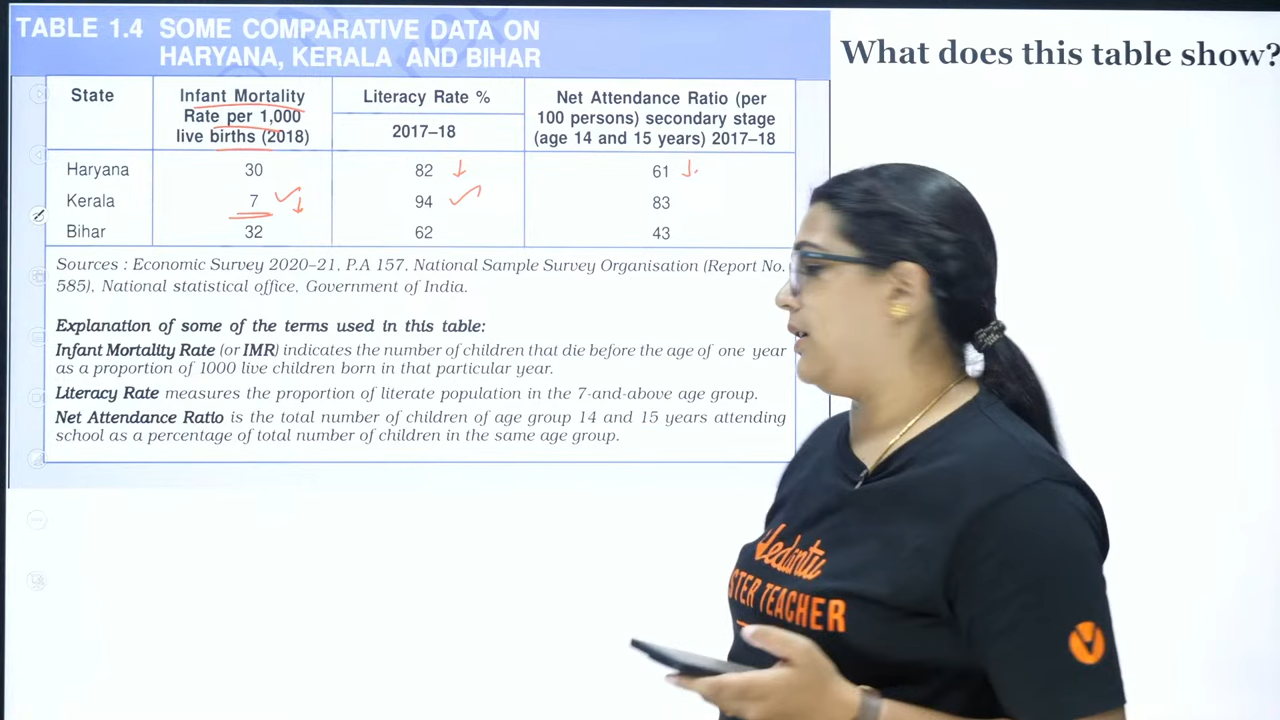 TABLE 1.4 SOME COMPARATIVE DATA ON
HARYANA, KERALA AND BIHAR
What does this table show?
State
Infant Mortality
Rate per 1,000
live births (2018)
Literacy Rate %
2017–18
Net Attendance Ratio (per
100 persons) secondary stage
(age 14 and 15 years) 2017–18
Haryana 30 82 61
Kerala 7 94 83
Bihar 32 62 43
Sources : Economic Survey 2020–21, P.A 157, National Sample Survey Organisation (Report No.
585), National statistical office, Government of India.
Explanation of some of the terms used in this table:
Infant Mortality Rate (or IMR) indicates the number of children that die before the age of one year
as a proportion of 1000 live children born in that particular year.
Literacy Rate measures the proportion of literate population in the 7-and-above age group.
Net Attendance Ratio is the total number of children of age group 14 and 15 years attending
school as a percentage of total number of children in the same age group.
Vedantu
STER TEACHER